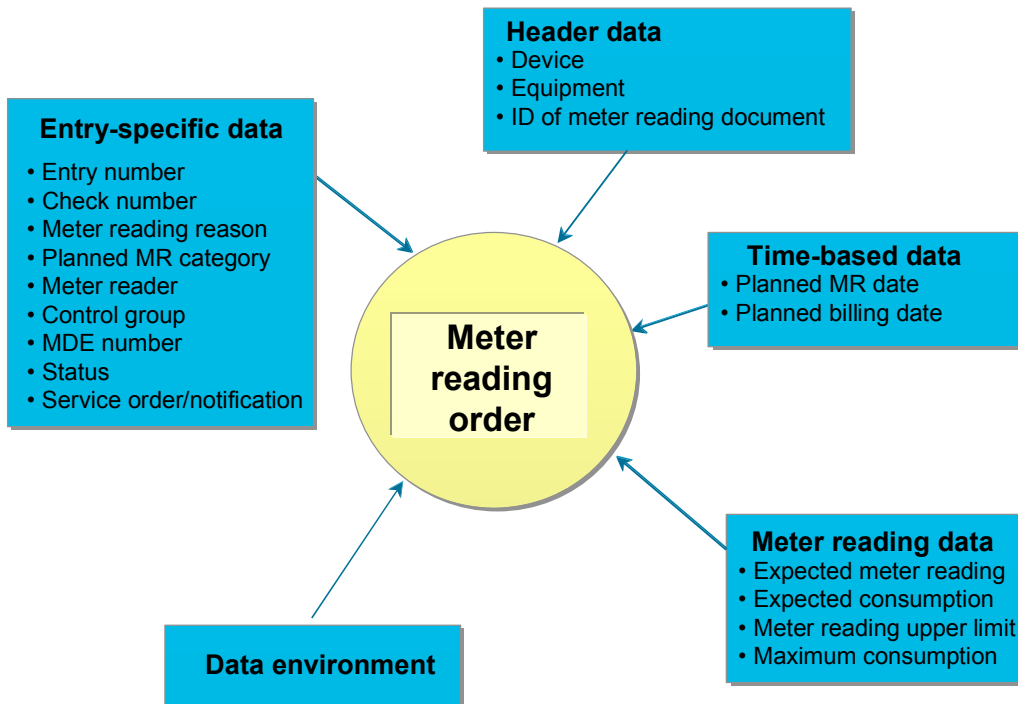 Header data
• Device
• Equipment
• ID of meter reading document
Entry-specific data
• Entry number
• Check number
• Meter reading reason
• Planned MR category
• Meter reader
• Control group
• MDE number
• Status
• Service order/notification
Time-based data
• Planned MR date
• Planned billing date
Meter
reading
order
Meter reading data
• Expected meter reading
• Expected consumption
• Meter reading upper limit
• Maximum consumption
Data environment